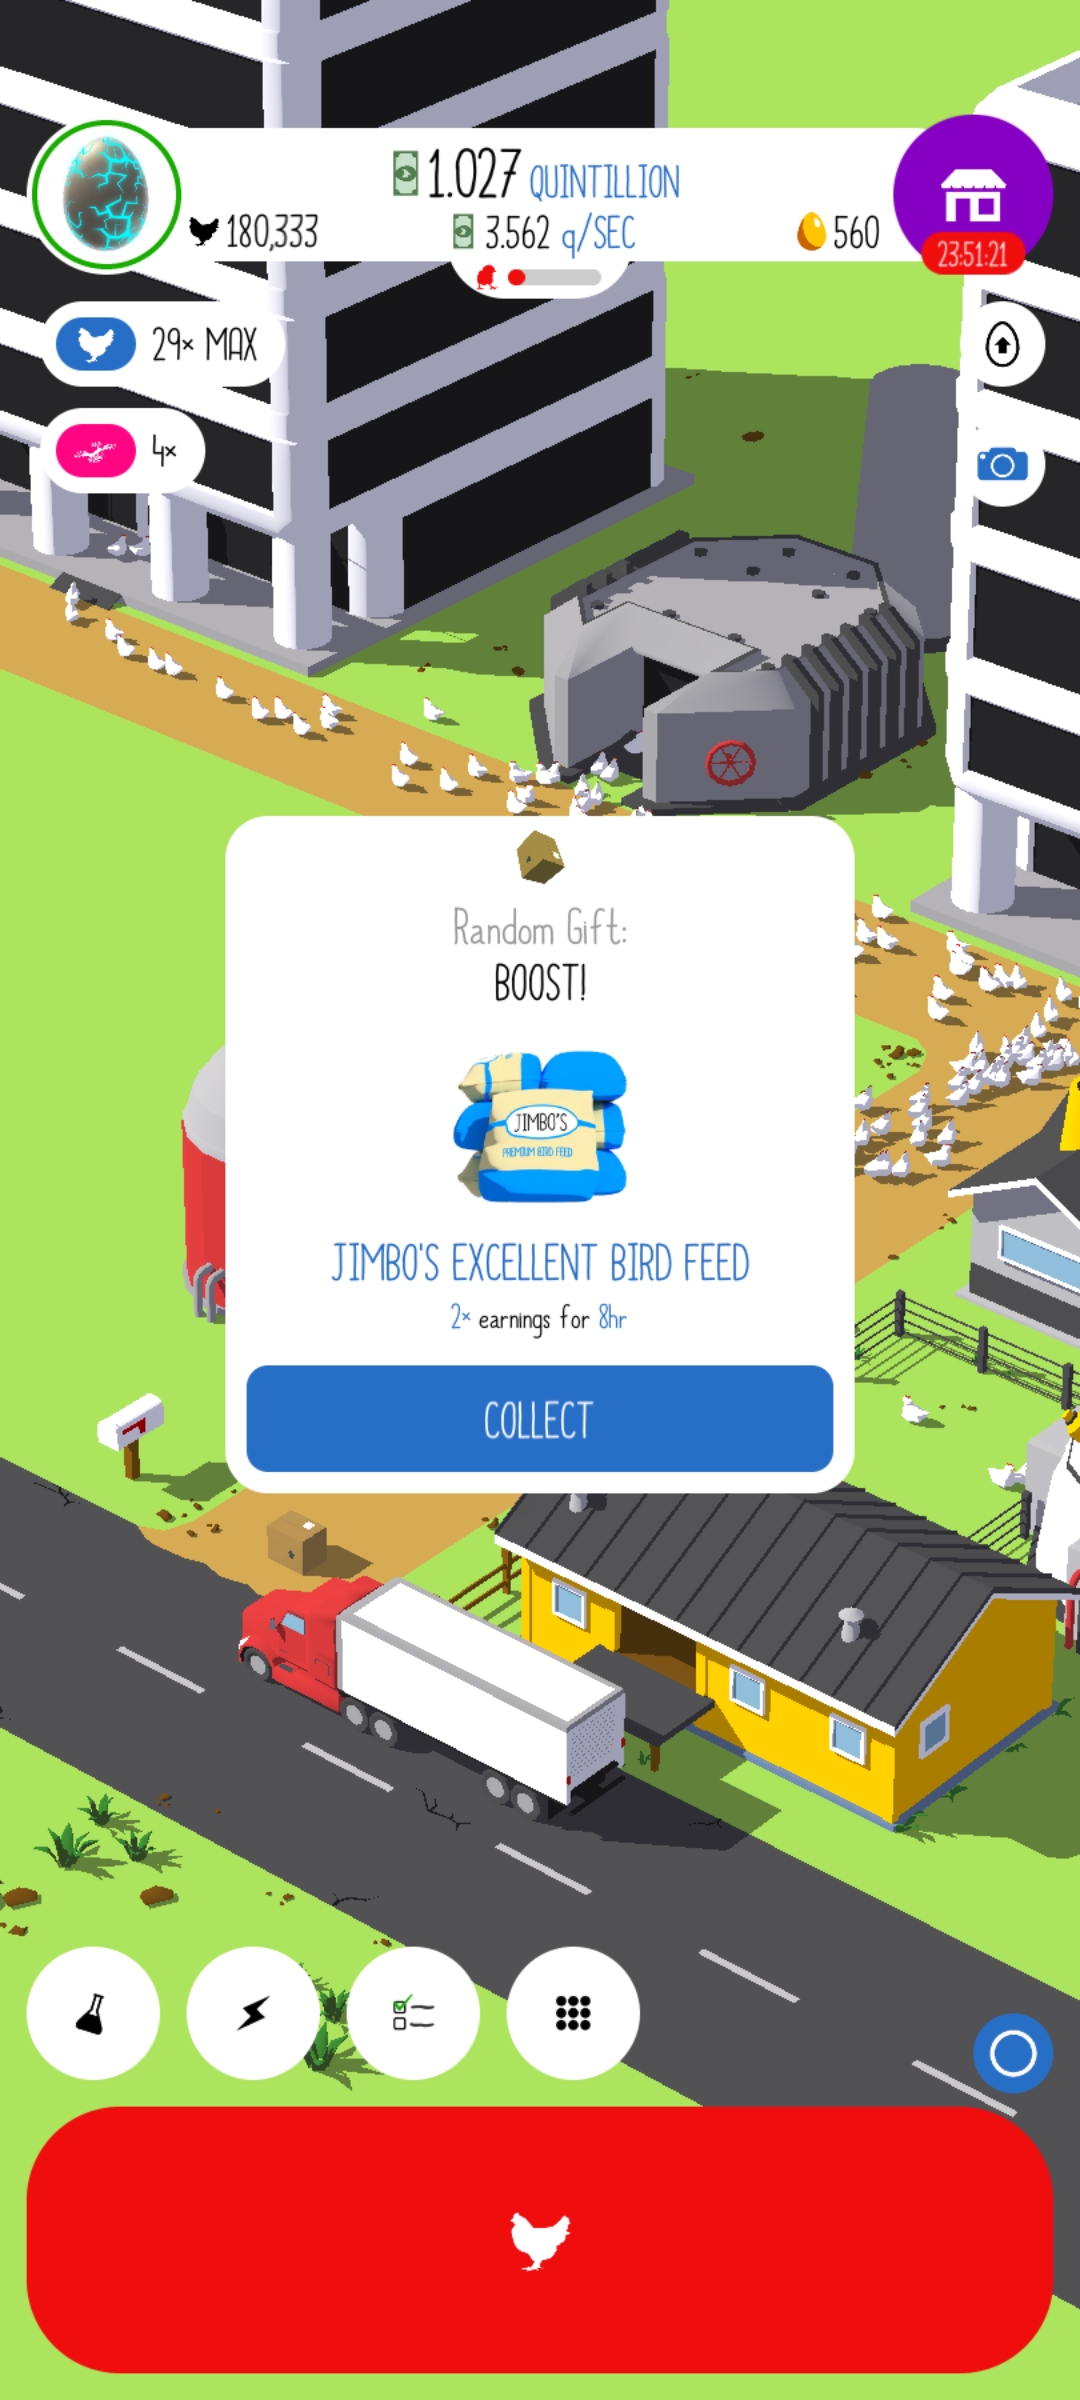 1.027 QUINTILLION
180,333
3.562 q/SEC
560
23:51:21
29× MAX
4×
Random Gift:
BOOST!
JIMBO'S
PREMIUM BIRD FEED
JIMBO'S EXCELLENT BIRD FEED
2× earnings for 8hr
COLLECT